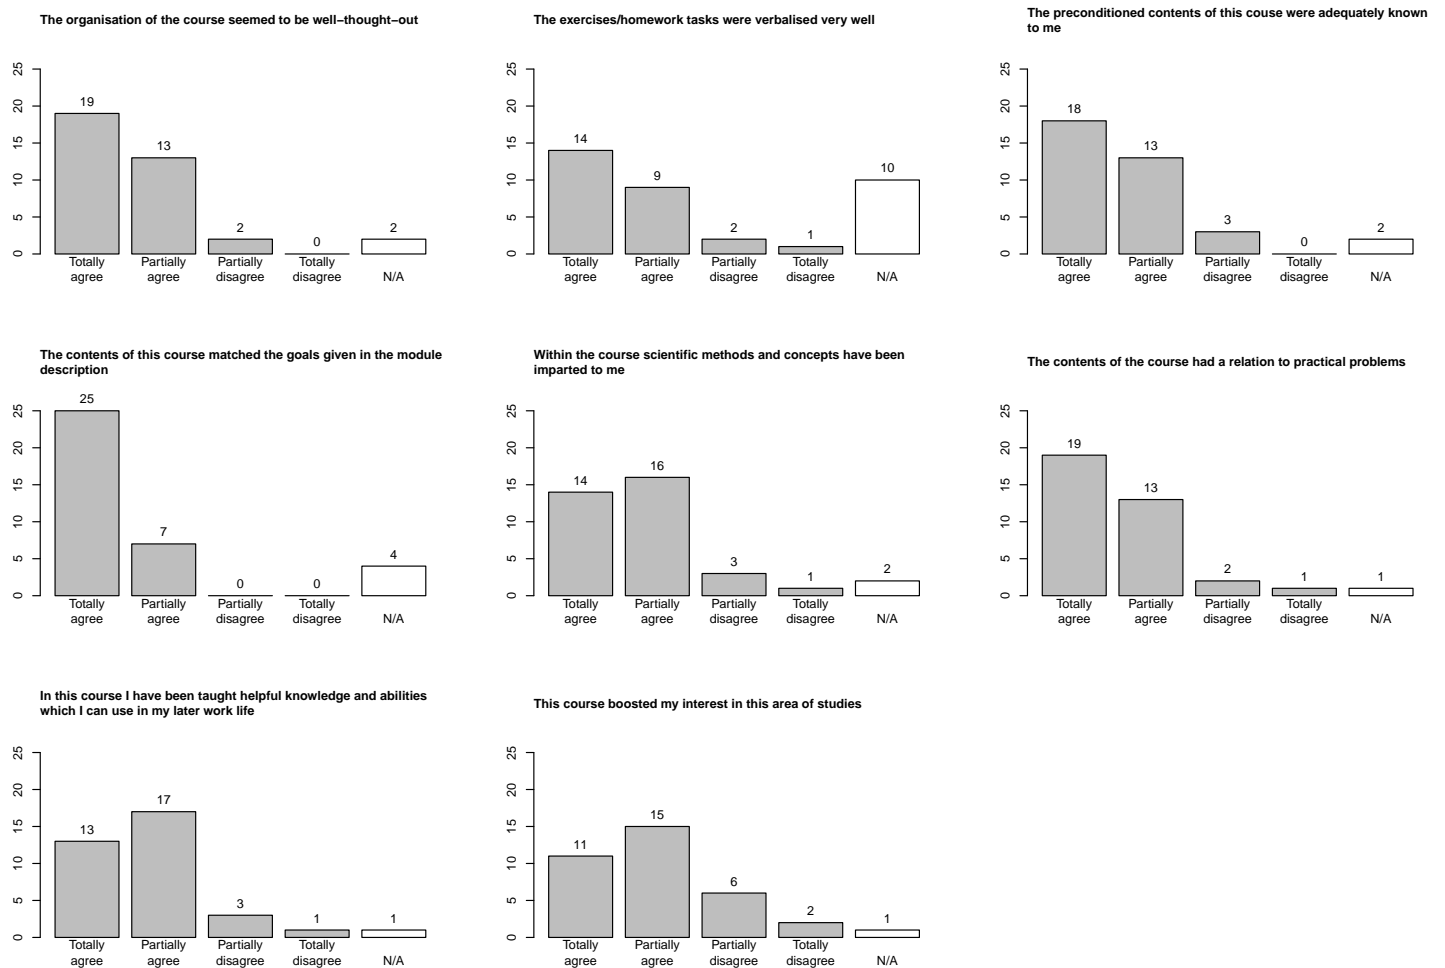 The organisation of the course seemed to be well−thought−out
25
20
15
10
5
0
19
13
2
0
2
Totally agree
Partially agree
Partially disagree
Totally disagree
N/A
The exercises/homework tasks were verbalised very well
25
20
15
10
5
0
14
9
2
1
10
Totally agree
Partially agree
Partially disagree
Totally disagree
N/A
The preconditioned contents of this couse were adequately known
to me
25
20
15
10
5
0
18
13
3
0
2
Totally agree
Partially agree
Partially disagree
Totally disagree
N/A
The contents of this course matched the goals given in the module
description
25
20
15
10
5
0
25
7
0
0
4
Totally agree
Partially agree
Partially disagree
Totally disagree
N/A
Within the course scientific methods and concepts have been
imparted to me
25
20
15
10
5
0
14
16
3
1
2
Totally agree
Partially agree
Partially disagree
Totally disagree
N/A
The contents of the course had a relation to practical problems
25
20
15
10
5
0
19
13
2
1
1
Totally agree
Partially agree
Partially disagree
Totally disagree
N/A
In this course I have been taught helpful knowledge and abilities
which I can use in my later work life
25
20
15
10
5
0
13
17
3
1
1
Totally agree
Partially agree
Partially disagree
Totally disagree
N/A
This course boosted my interest in this area of studies
25
20
15
10
5
0
11
15
6
2
1
Totally agree
Partially agree
Partially disagree
Totally disagree
N/A